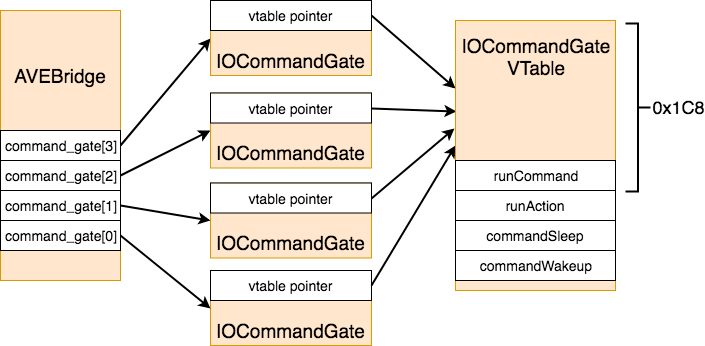 AVEBridge
command_gate[3]
command_gate[2]
command_gate[1]
command_gate[0]
vtable pointer
IOCommandGate
vtable pointer
IOCommandGate
vtable pointer
IOCommandGate
vtable pointer
IOCommandGate
IOCommandGate
VTable
runCommand
runAction
commandSleep
commandWakeup
0x1C8